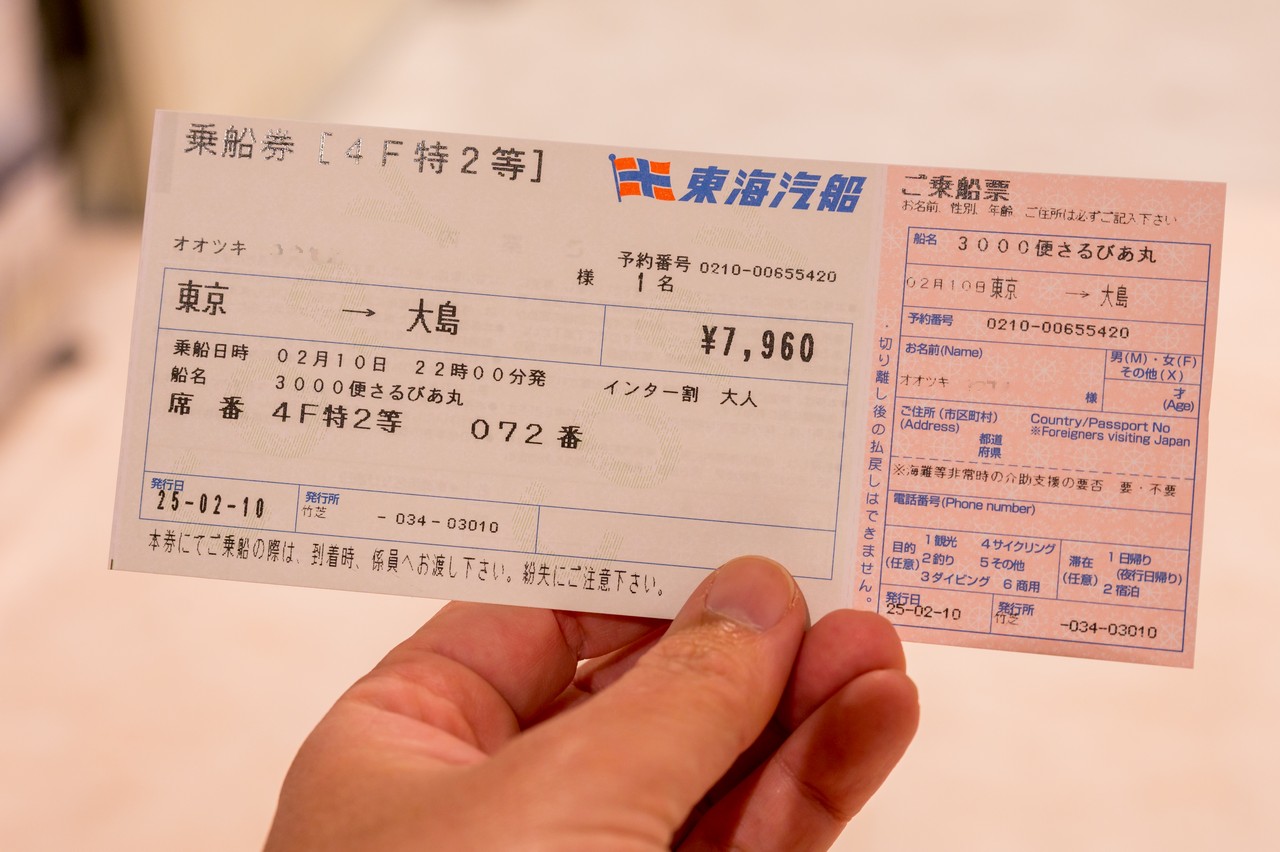 乗船券 [4F特2等]
東海汽船
オオツキ
様
予約番号 0210-00655420
1名
東京 → 大島
¥7,960
乗船日時 02月10日 22時00分発
インター割 大人
船名 3000便さるびあ丸
席番 4F特2等 072番
発行日
25-02-10
発行所
竹芝 -034-03010
本券にてご乗船の際は、到着時、係員へお渡し下さい。紛失にご注意下さい。
・切り離し後の払戻しはできません。
ご乗船票
お名前、性別、年齢、ご住所は必ずご記入下さい
船名 3000便さるびあ丸
02月10日東京 → 大島
予約番号 0210-00655420
お名前(Name)
オオツキ
様
男(M)・女(F)
その他(X)
才
(Age)
ご住所(市区町村)
(Address)
都道
府県
Country/Passport No
※Foreigners visiting Japan
※海難等非常時の介助支援の要否 要・不要
電話番号(Phone number)
目的
(任意)
1観光 4サイクリング
2釣り 5その他
3ダイビング 6商用
滞在
(任意)
1日帰り
(夜行日帰り)
2宿泊
発行日
25-02-10
発行所
竹芝 -034-03010